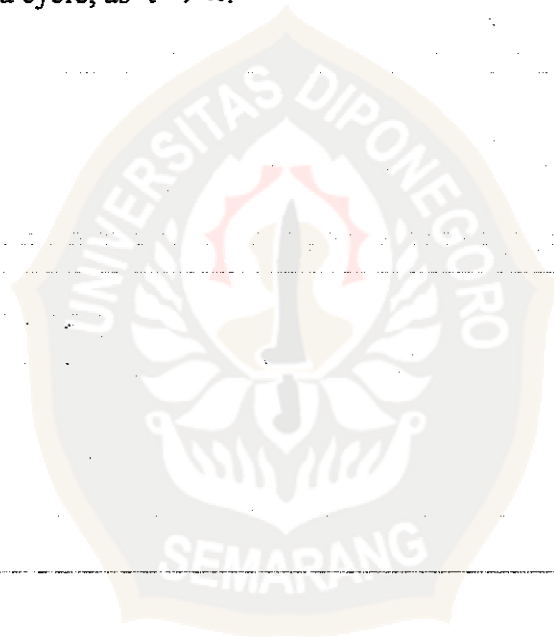 a cycle, as t → ∞.
UNIVERSITAS DIPONEGORO
SEMARANG